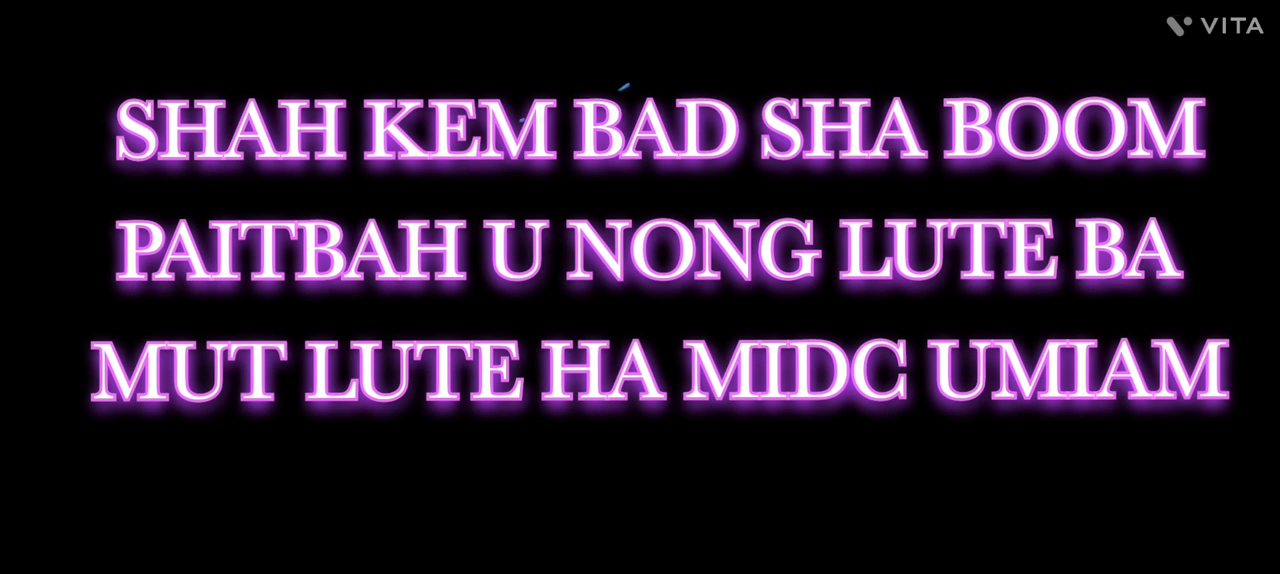 VITA
SHAH KEM BAD SHA BOOM
PAITBAH U NONG LUTE BA
MUT LUTE HA MIDC UMIAM